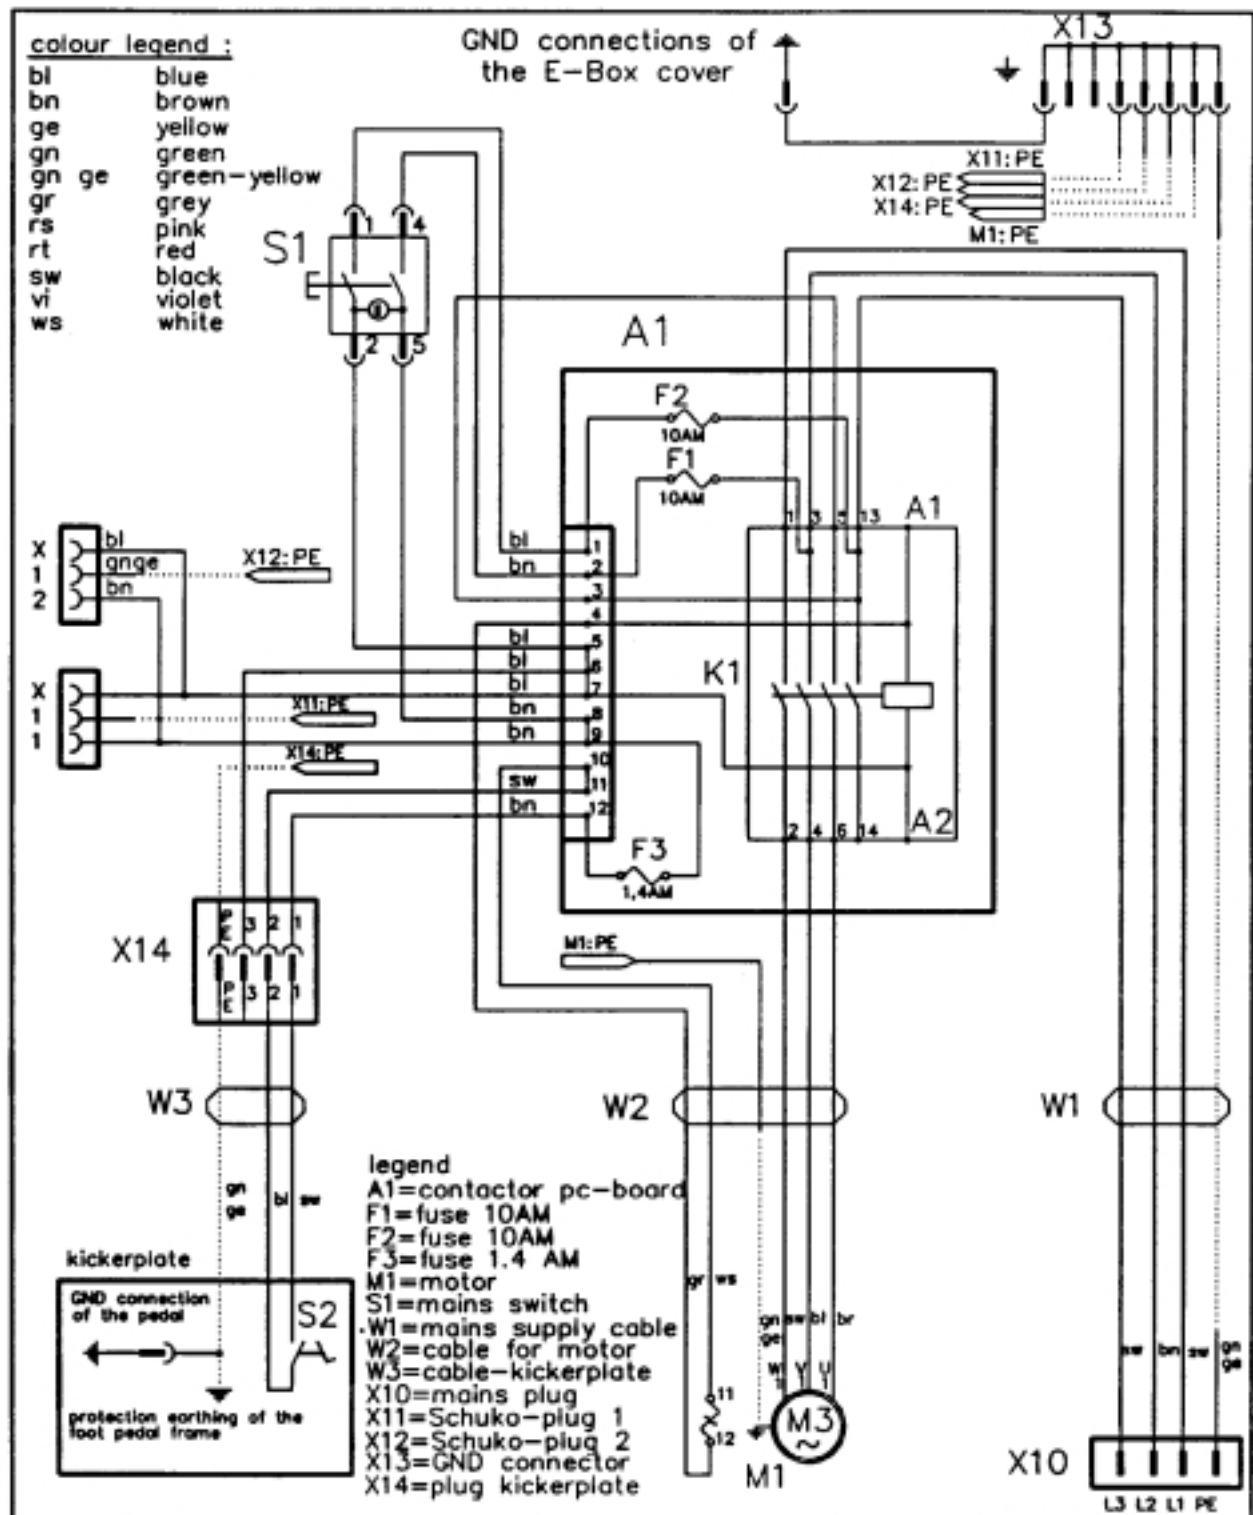 colour legend :
bl blue
bn brown
ge yellow
gn green
gn ge green-yellow
gr grey
rs pink
rt red
sw black
vi violet
ws white
GND connections of
the E-Box cover
X13
X11:PE
X12:PE
X14:PE
M1:PE
S1
1 4
2 5
A1
F2
10AM
F1
10AM
1 3 5 13 A1
X
1
2
bl
gnge
bn
X12:PE
X
1
1
X11:PE
X14:PE
bl 1
bn 2
3
4
bl 5
bl 6
bl 7
bn 8
bn 9
10
sw 11
bn 12
K1
2 4 6 14 A2
F3
1,4AM
X14
PE 3 2 1
PE 3 2 1
M1:PE
W3
W2
W1
gn
ge
bl sw
legend
A1=contactor pc-board
F1=fuse 10AM
F2=fuse 10AM
F3=fuse 1.4 AM
M1=motor
S1=mains switch
W1=mains supply cable
W2=cable for motor
W3=cable-kickerplate
X10=mains plug
X11=Schuko-plug 1
X12=Schuko-plug 2
X13=GND connector
X14=plug kickerplate
kickerplate
GND connection
of the pedal
S2
protection earthing of the
foot pedal frame
gr ws
gn
ge
sw bl br
W V U
1 1 1
11
12
M3
~
M1
sw bn sw
gn
ge
X10
L3 L2 L1 PE